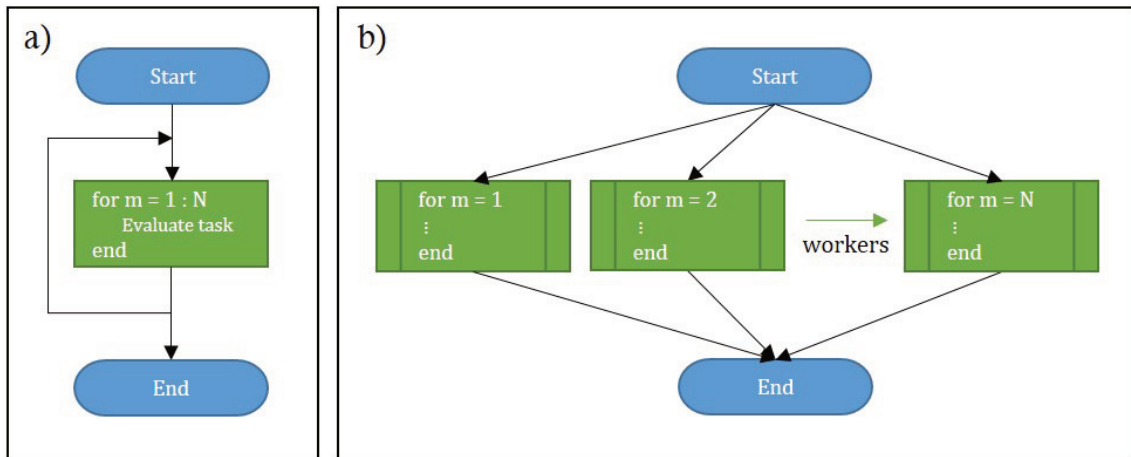 a)
Start
for m = 1 : N
Evaluate task
end
End
b)
Start
for m = 1
⋮
end
for m = 2
⋮
end
workers
for m = N
⋮
end
End